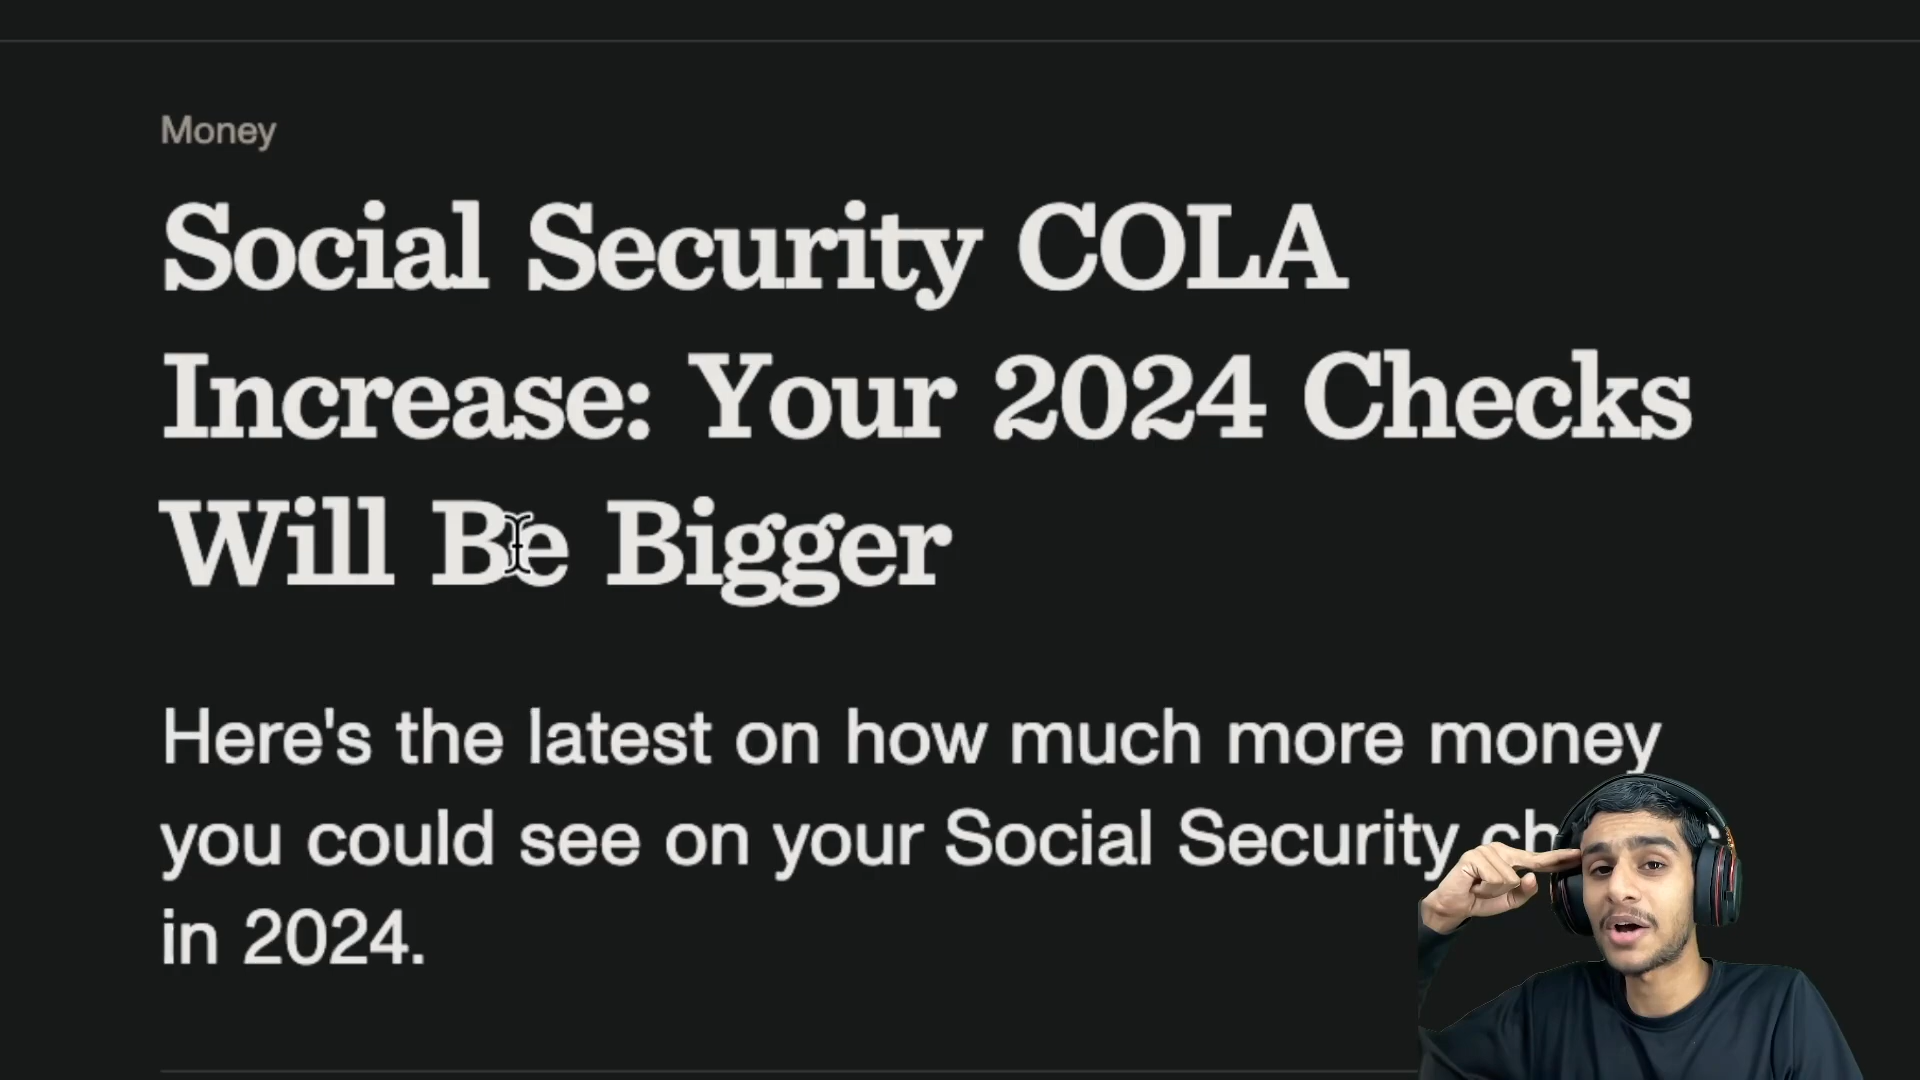 Money
Social Security COLA
Increase: Your 2024 Checks
Will Be Bigger
Here's the latest on how much more money
you could see on your Social Security
in 2024.